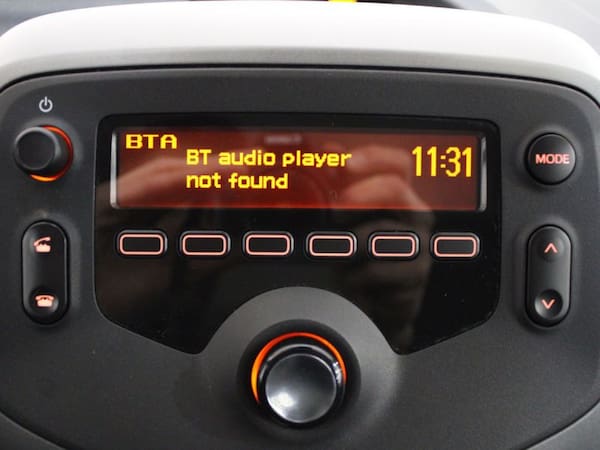 BTA
BT audio player
not found
11:31
MODE